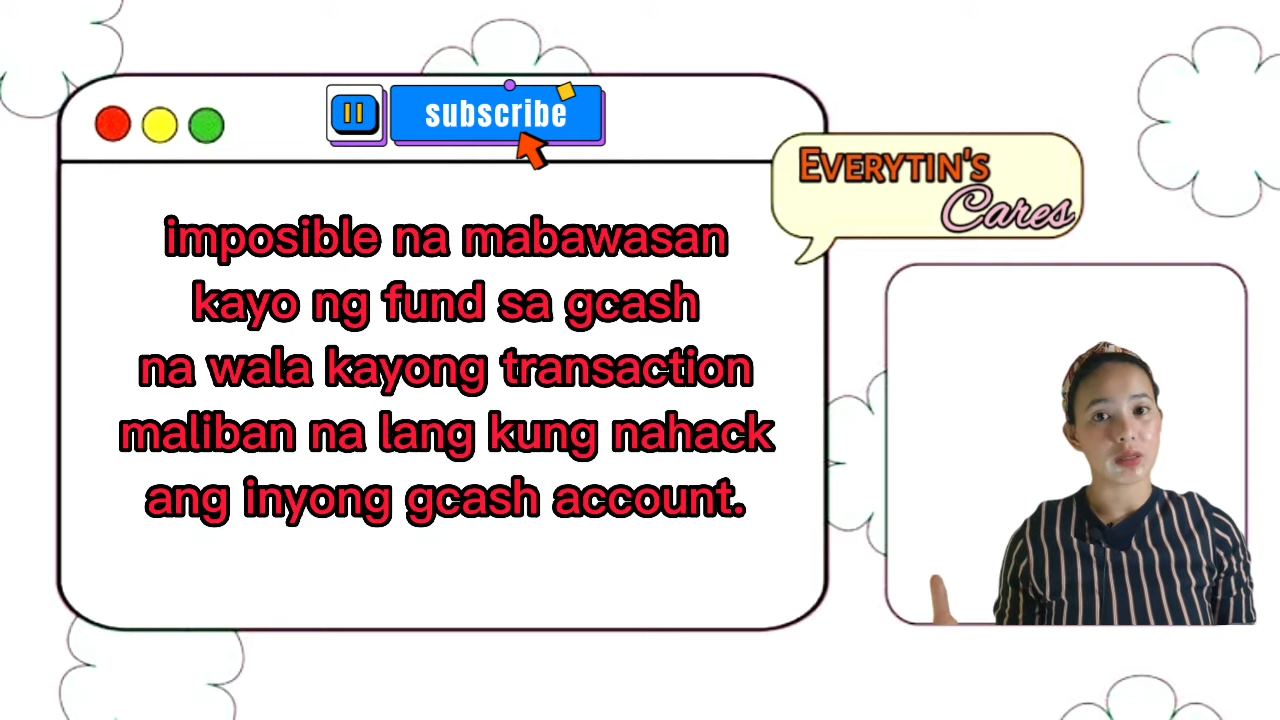 subscribe
EVERYTIN'S
Cares
imposible na mabawasan
kayo ng fund sa gcash
na wala kayong transaction
maliban na lang kung nahack
ang inyong gcash account.